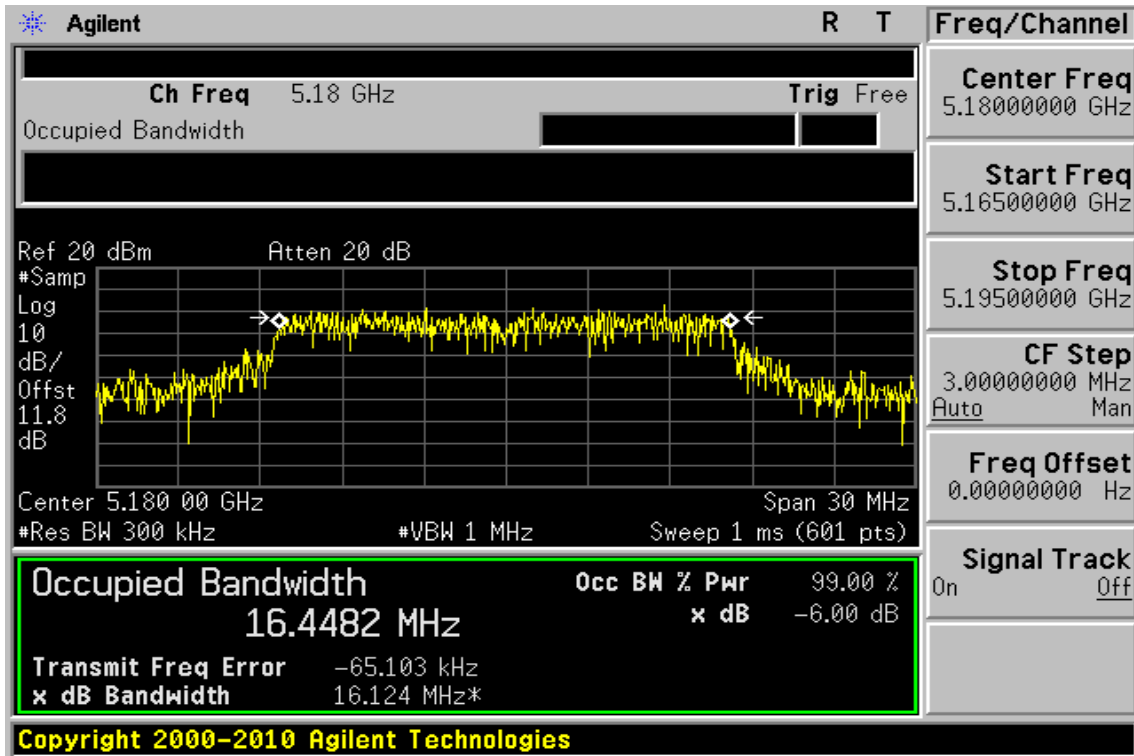 Agilent R T
Ch Freq 5.18 GHz Trig Free
Occupied Bandwidth
Ref 20 dBm Atten 20 dB
#Samp
Log
10
dB/
Offst
11.8
dB
Center 5.180 00 GHz Span 30 MHz
#Res BW 300 kHz #VBW 1 MHz Sweep 1 ms (601 pts)
Occupied Bandwidth
16.4482 MHz
Occ BW % Pwr 99.00 %
x dB -6.00 dB
Transmit Freq Error -65.103 kHz
x dB Bandwidth 16.124 MHz*
Copyright 2000-2010 Agilent Technologies
Freq/Channel
Center Freq
5.18000000 GHz
Start Freq
5.16500000 GHz
Stop Freq
5.19500000 GHz
CF Step
3.00000000 MHz
Auto Man
Freq Offset
0.00000000 Hz
Signal Track
On Off